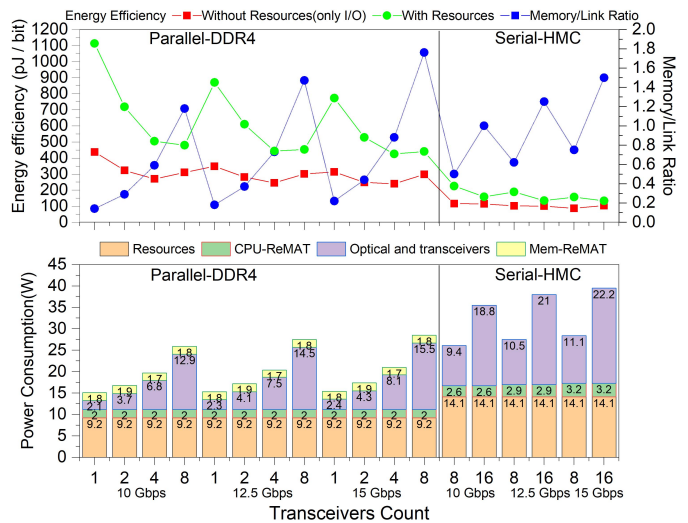 Energy Efficiency Without Resources(only I/O) With Resources Memory/Link Ratio
Parallel-DDR4 Serial-HMC
Energy efficiency (pJ / bit)
1200
1100
1000
900
800
700
600
500
400
300
200
100
0
2.0
1.8
1.6
1.4
1.2
1.0
0.8
0.6
0.4
0.2
0.0
Memory/Link
Ratio
Resources CPU-ReMAT Optical and transceivers Mem-ReMAT
Parallel-DDR4 Serial-HMC
Power Consumption(W)
45
40
35
30
25
20
15
10
5
0
1.8 1.9 1.7 1.8 1.8 1.9 1.7 1.8 1.8 1.9 1.7 1.8
2.1 3.7 6.8 12.9 2.3 4.1 7.5 14.5 2.4 4.3 8.1 15.5 9.4 18.8 10.5 21 11.1 22.2
2 2 2 2 2 2 2 2 2 2 2 2 2.6 2.6 2.9 2.9 3.2 3.2
9.2 9.2 9.2 9.2 9.2 9.2 9.2 9.2 9.2 9.2 9.2 9.2 14.1 14.1 14.1 14.1 14.1 14.1
1 2 4 8 1 2 4 8 1 2 4 8 8 16 8 16 8 16
10 Gbps 12.5 Gbps 15 Gbps 10 Gbps 12.5 Gbps 15 Gbps
Transceivers Count